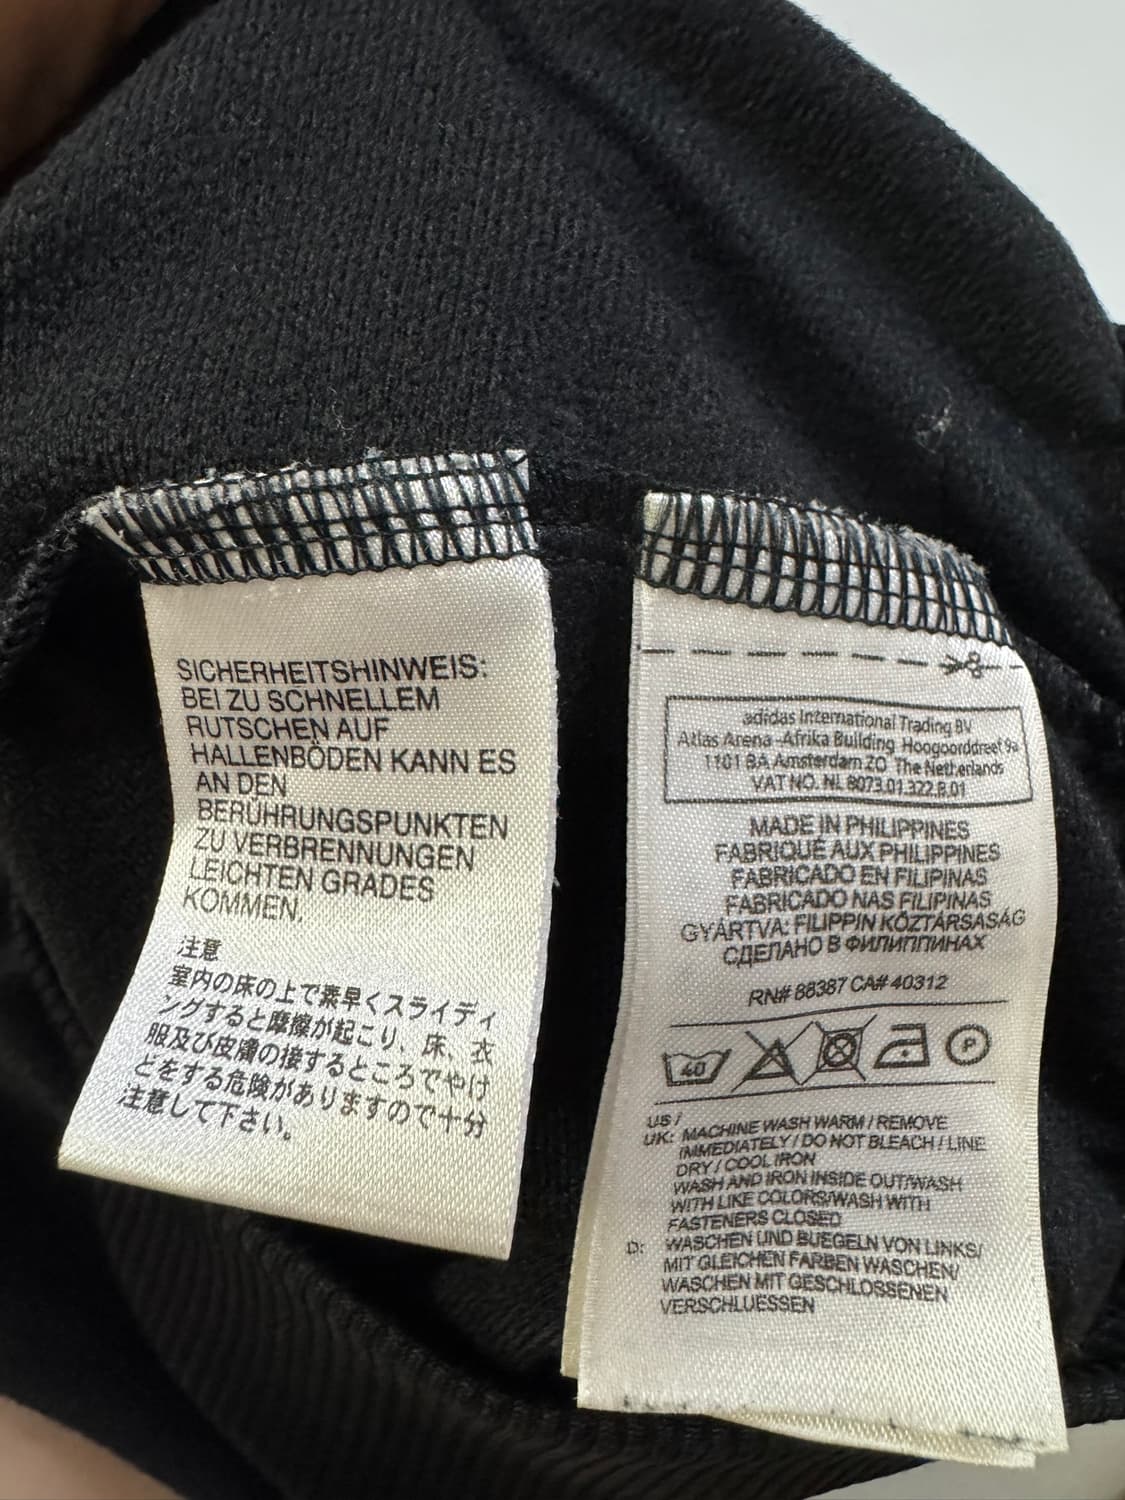 SICHERHEITSHINWEIS:
BEI ZU SCHNELLEM
RUTSCHEN AUF
HALLENBÖDEN KANN ES
AN DEN
BERÜHRUNGSPUNKTEN
ZU VERBRENNUNGEN
LEICHTEN GRADES
KOMMEN.
注意
室内の床の上で素早くスライディ
ングすると摩擦が起こり、床、衣
服及び皮膚の接するところでやけ
どをする危険がありますので十分
注意して下さい。
adidas International Trading BV
Atlas Arena -Afrika Building Hoogoorddreef 9a
1101 BA Amsterdam ZO The Netherlands
VAT NO. NL 8073.01.322.B.01
MADE IN PHILIPPINES
FABRIQUÉ AUX PHILIPPINES
FABRICADO EN FILIPINAS
FABRICADO NAS FILIPINAS
GYÁRTVA: FILIPPIN KÖZTÁRSASÁG
СДЕЛАНО В ФИЛИППИНАХ
RN# 88387 CA# 40312
40 P
US /
UK: MACHINE WASH WARM / REMOVE
IMMEDIATELY / DO NOT BLEACH / LINE
DRY / COOL IRON
WASH AND IRON INSIDE OUT/WASH
WITH LIKE COLORS/WASH WITH
FASTENERS CLOSED
D: WASCHEN UND BUEGELN VON LINKS/
MIT GLEICHEN FARBEN WASCHEN/
WASCHEN MIT GESCHLOSSENEN
VERSCHLUESSEN